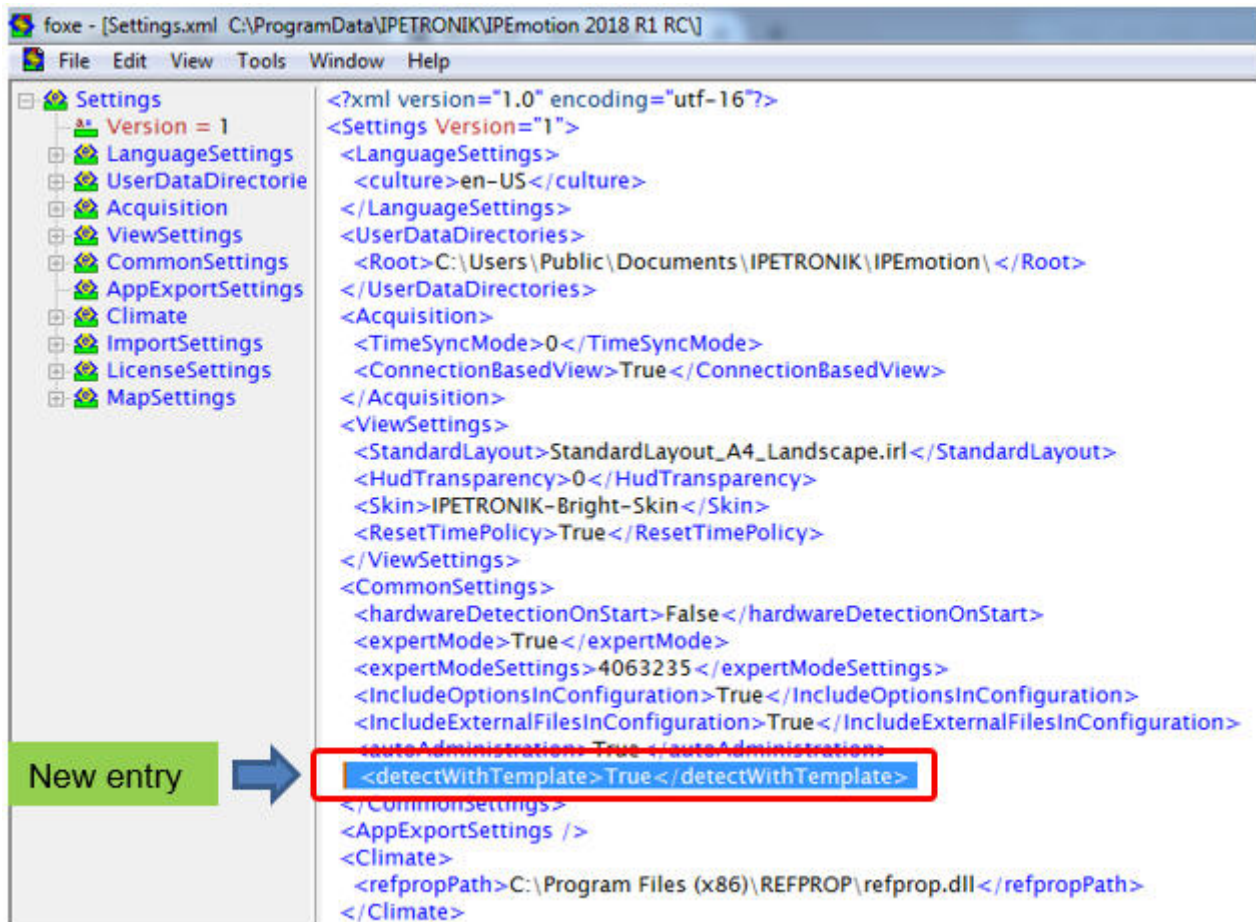 foxe - [Settings.xml C:\ProgramData\IPETRONIK\IPEmotion 2018 R1 RC\]
File Edit View Tools Window Help
Settings
Version = 1
LanguageSettings
UserDataDirectorie
Acquisition
ViewSettings
CommonSettings
AppExportSettings
Climate
ImportSettings
LicenseSettings
MapSettings
<?xml version="1.0" encoding="utf-16"?>
<Settings Version="1">
<LanguageSettings>
<culture>en-US</culture>
</LanguageSettings>
<UserDataDirectories>
<Root>C:\Users\Public\Documents\IPETRONIK\IPEmotion\</Root>
</UserDataDirectories>
<Acquisition>
<TimeSyncMode>0</TimeSyncMode>
<ConnectionBasedView>True</ConnectionBasedView>
</Acquisition>
<ViewSettings>
<StandardLayout>StandardLayout_A4_Landscape.irl</StandardLayout>
<HudTransparency>0</HudTransparency>
<Skin>IPETRONIK-Bright-Skin</Skin>
<ResetTimePolicy>True</ResetTimePolicy>
</ViewSettings>
<CommonSettings>
<hardwareDetectionOnStart>False</hardwareDetectionOnStart>
<expertMode>True</expertMode>
<expertModeSettings>4063235</expertModeSettings>
<IncludeOptionsInConfiguration>True</IncludeOptionsInConfiguration>
<IncludeExternalFilesInConfiguration>True</IncludeExternalFilesInConfiguration>
<autoAdministration>True</autoAdministration>
New entry
<detectWithTemplate>True</detectWithTemplate>
</CommonSettings>
<AppExportSettings />
<Climate>
<refpropPath>C:\Program Files (x86)\REFPROP\refprop.dll</refpropPath>
</Climate>